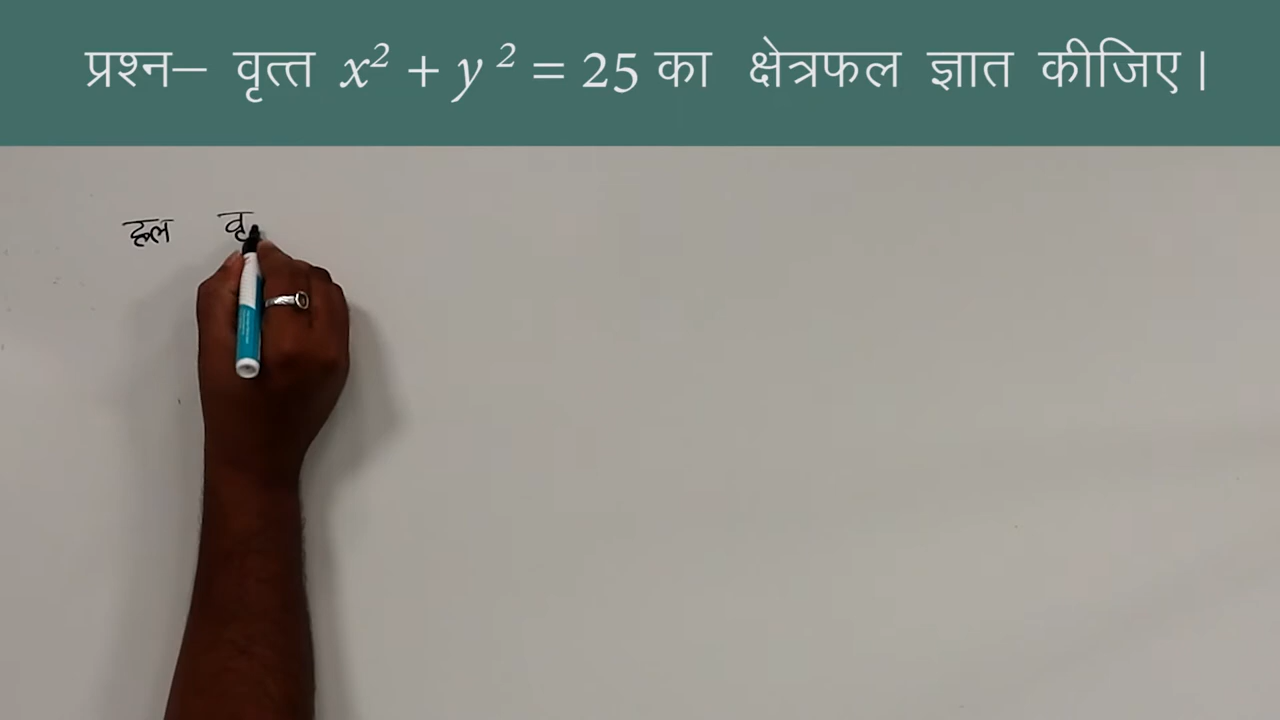 प्रश्न– वृत्त x² + y² = 25 का क्षेत्रफल ज्ञात कीजिए।
हल वृ